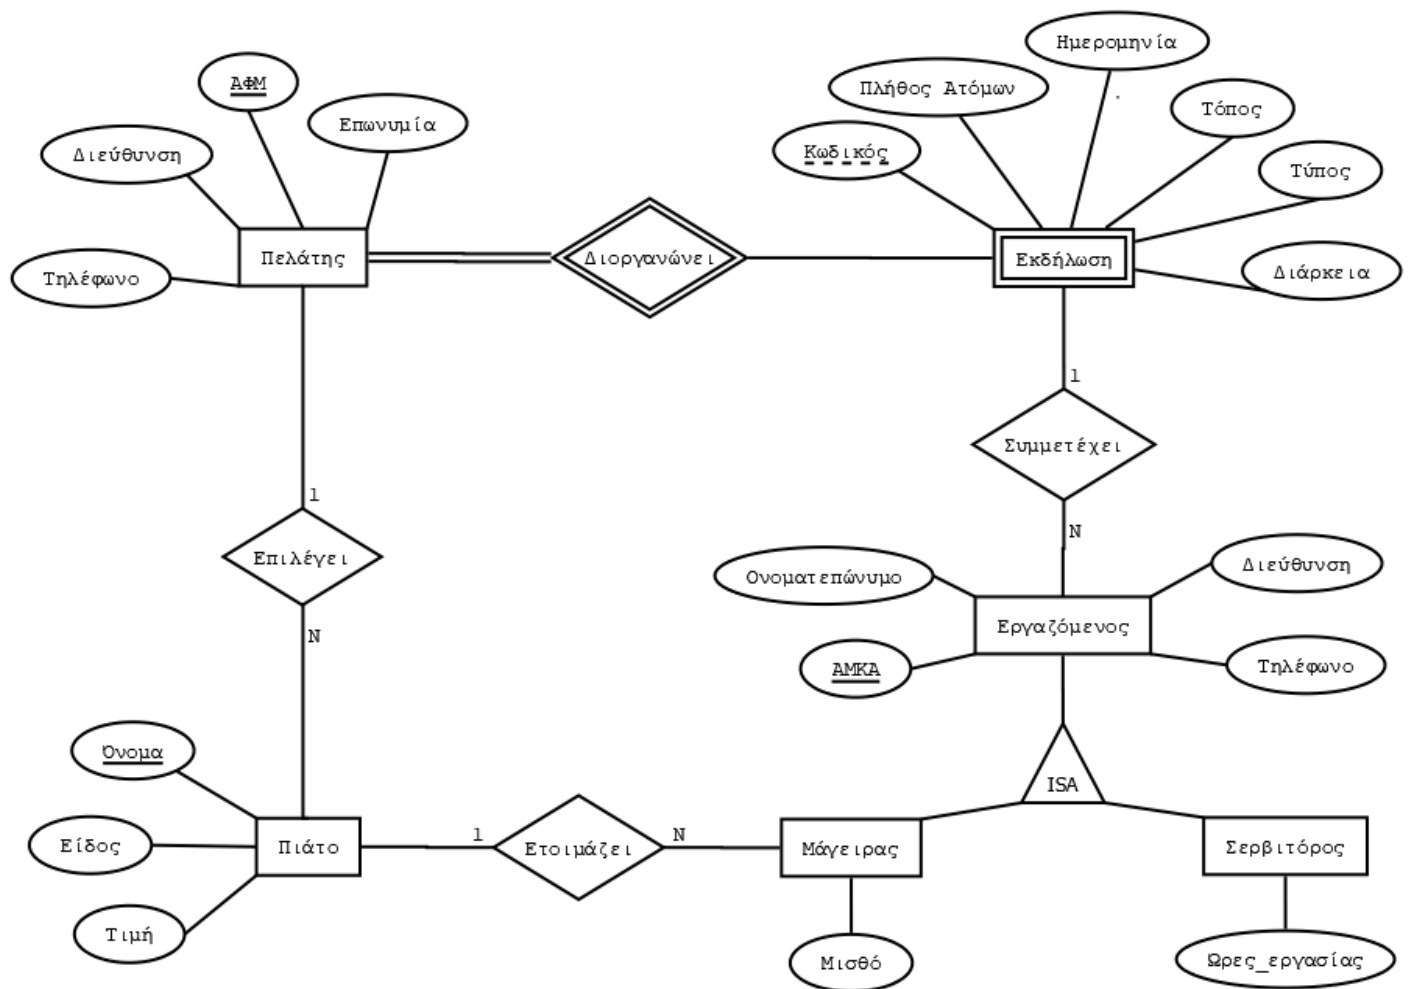 Ημερομηνία
ΑΦΜ
Πλήθος Ατόμων
Τόπος
Επωνυμία
Διεύθυνση
Κωδικός
Τύπος
Πελάτης
Διοργανώνει
Εκδήλωση
Τηλέφωνο
Διάρκεια
1
Συμμετέχει
1
N
Επιλέγει
Ονοματεπώνυμο
Διεύθυνση
Εργαζόμενος
N
ΑΜΚΑ
Τηλέφωνο
Όνομα
ISA
Είδος
Πιάτο
1
Ετοιμάζει
N
Μάγειρας
Σερβιτόρος
Τιμή
Μισθό
Ώρες_εργασίας